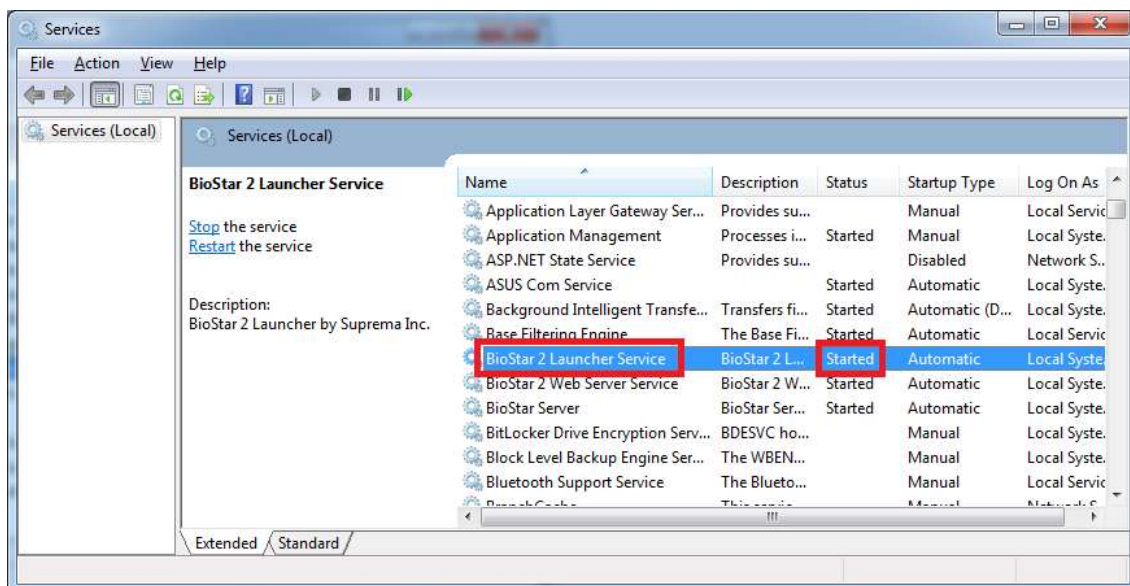 Services
File Action View Help
Services (Local)
Services (Local)
BioStar 2 Launcher Service
Stop the service
Restart the service
Description:
BioStar 2 Launcher by Suprema Inc.
Name Description Status Startup Type Log On As
Application Layer Gateway Ser... Provides su... Manual Local Servic
Application Management Processes i... Started Manual Local Syste.
ASP.NET State Service Provides su... Disabled Network S..
ASUS Com Service Started Automatic Local Syste.
Background Intelligent Transfe... Transfers fi... Started Automatic (D... Local Syste.
Base Filtering Engine The Base Fi... Started Automatic Local Servic
BioStar 2 Launcher Service BioStar 2 L... Started Automatic Local Syste.
BioStar 2 Web Server Service BioStar 2 W... Started Automatic Local Syste.
BioStar Server BioStar Ser... Started Automatic Local Syste.
BitLocker Drive Encryption Serv... BDESVC ho... Manual Local Syste.
Block Level Backup Engine Ser... The WBEN... Manual Local Syste.
Bluetooth Support Service The Blueto... Manual Local Servic
BranchCache This servic... Manual Network S
Extended Standard